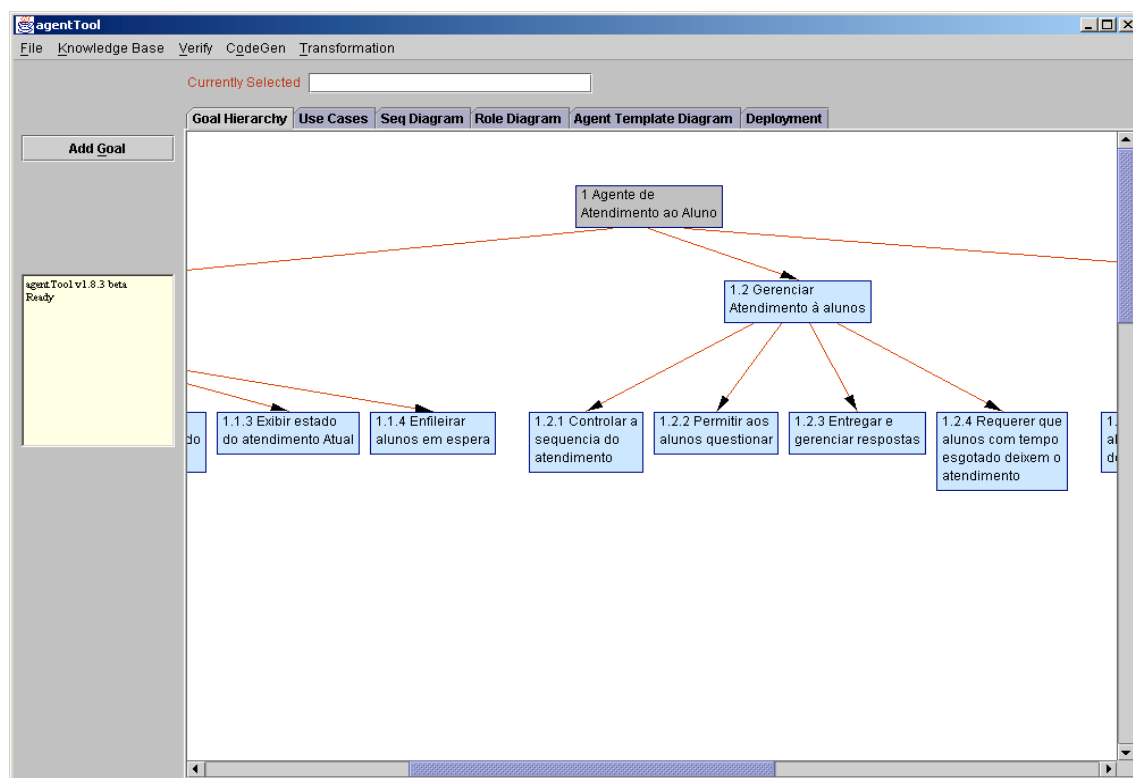 agentTool
File Knowledge Base Verify CodeGen Transformation
Currently Selected
Goal Hierarchy Use Cases Seq Diagram Role Diagram Agent Template Diagram Deployment
Add Goal
agentTool v1.8.3 beta
Ready
1 Agente de
Atendimento ao Aluno
1.2 Gerenciar
Atendimento à alunos
do
1.1.3 Exibir estado
do atendimento Atual
1.1.4 Enfileirar
alunos em espera
1.2.1 Controlar a
sequencia do
atendimento
1.2.2 Permitir aos
alunos questionar
1.2.3 Entregar e
gerenciar respostas
1.2.4 Requerer que
alunos com tempo
esgotado deixem o
atendimento
1.
al